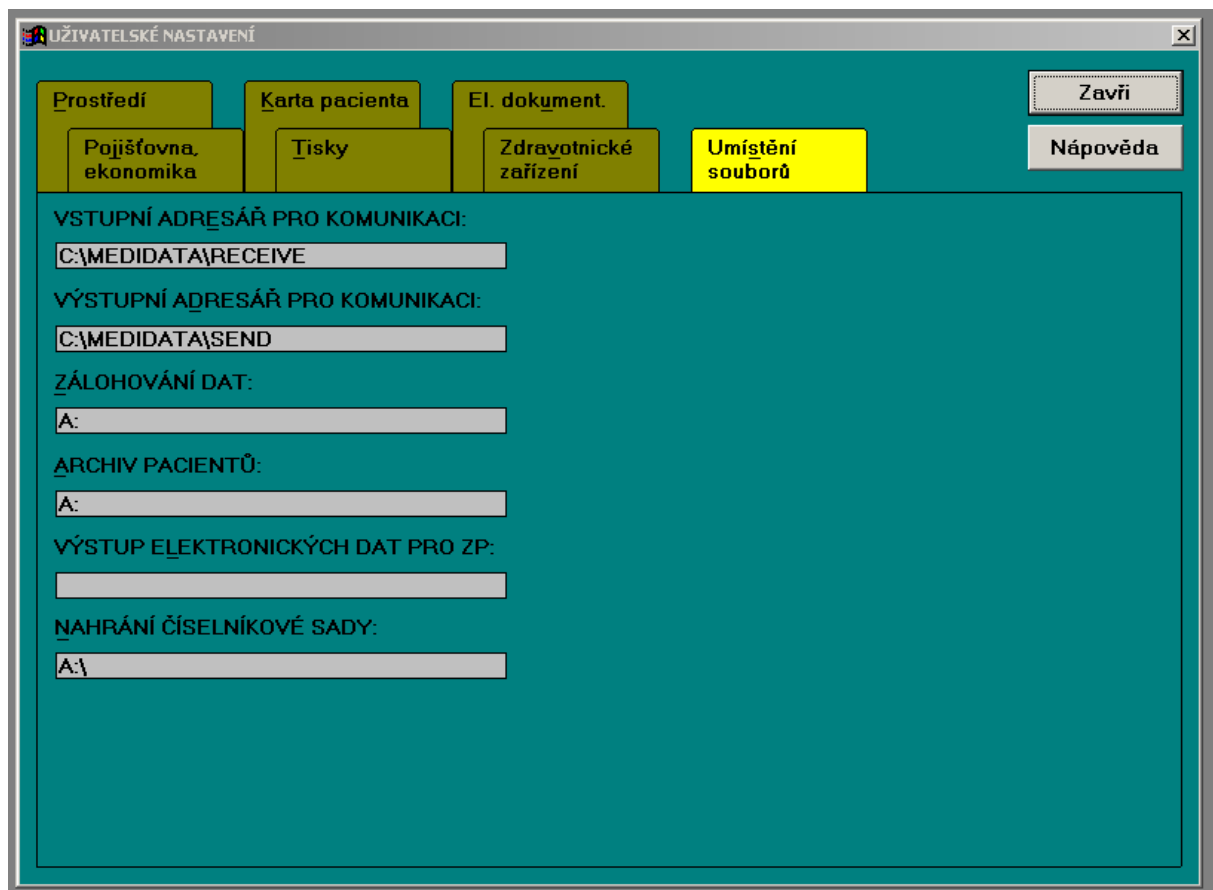 UŽIVATELSKÉ NASTAVENÍ
Prostředí
Karta pacienta
El. dokument.
Zavři
Pojišťovna,
ekonomika
Tisky
Zdravotnické
zařízení
Umístění
souborů
Nápověda
VSTUPNÍ ADRESÁŘ PRO KOMUNIKACI:
C:\MEDIDATA\RECEIVE
VÝSTUPNÍ ADRESÁŘ PRO KOMUNIKACI:
C:\MEDIDATA\SEND
ZÁLOHOVÁNÍ DAT:
A:
ARCHIV PACIENTŮ:
A:
VÝSTUP ELEKTRONICKÝCH DAT PRO ZP:
NAHRÁNÍ ČÍSELNÍKOVÉ SADY:
A:\